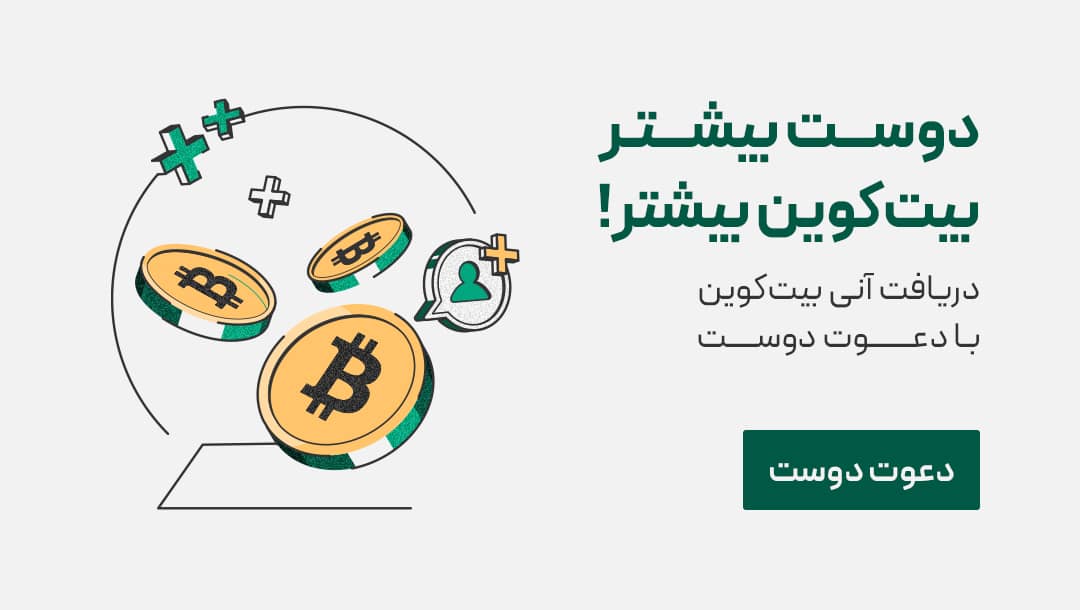 دوست بیشتر
بیت‌کوین بیشتر!
دریافت آنی بیت‌کوین
با دعوت دوست
دعوت دوست